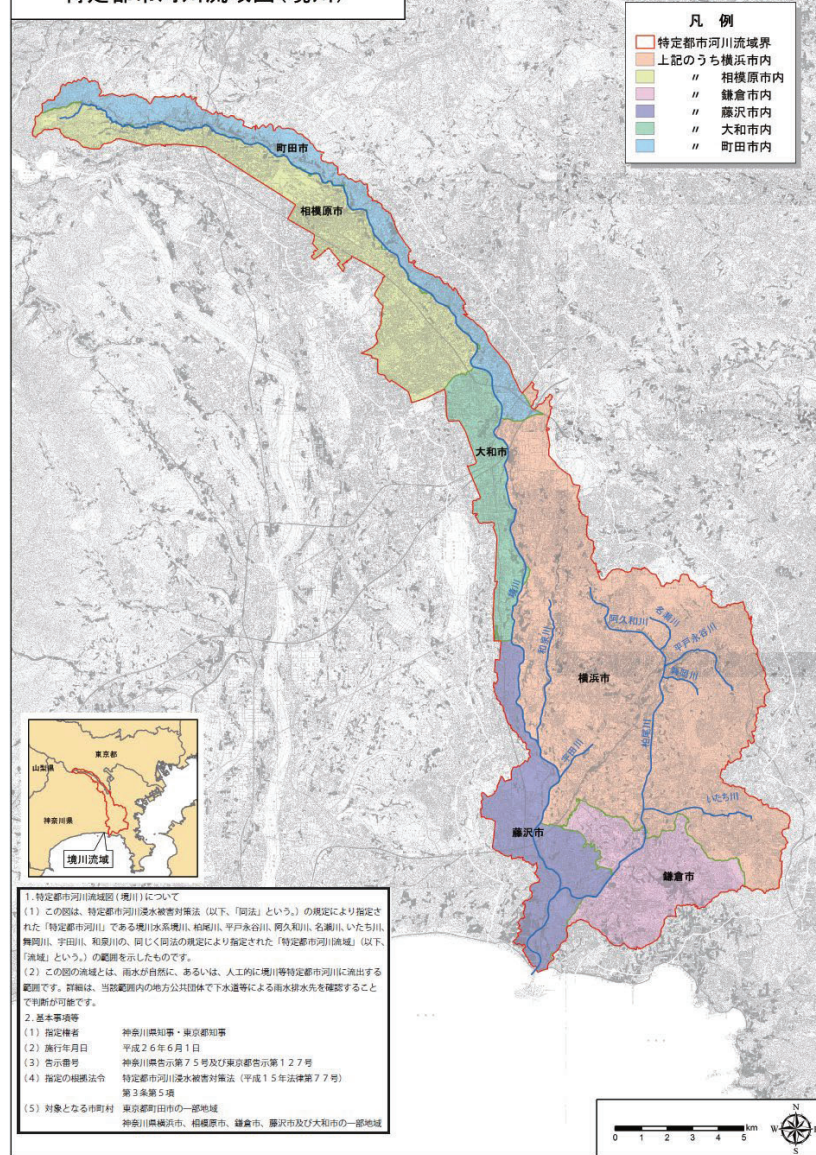 凡 例
特定都市河川流域界
上記のうち横浜市内
〃 相模原市内
〃 鎌倉市内
〃 藤沢市内
〃 大和市内
〃 町田市内
町田市
相模原市
大和市
境川
和泉川
阿久和川
名瀬川
平戸永谷川
舞岡川
横浜市
柏尾川
宇田川
いたち川
藤沢市
鎌倉市
東京都
山梨県
神奈川県
境川流域
1.特定都市河川流域図(境川)について
(1)この図は、特定都市河川浸水被害対策法(以下、「同法」という。)の規定により指定さ
れた「特定都市河川」である境川水系境川、柏尾川、平戸永谷川、阿久和川、名瀬川、いたち川、
舞岡川、宇田川、和泉川の、同じく同法の規定により指定された「特定都市河川流域」(以下、
「流域」という。)の範囲を示したものです。
(2)この図の流域とは、雨水が自然に、あるいは、人工的に境川等特定都市河川に流出する
範囲です。詳細は、当該範囲内の地方公共団体で下水道等による雨水排水先を確認すること
で判断が可能です。
2.基本事項等
(1)指定権者 神奈川県知事・東京都知事
(2)施行年月日 平成26年6月1日
(3)告示番号 神奈川県告示第75号及び東京都告示第127号
(4)指定の根拠法令 特定都市河川浸水被害対策法(平成15年法律第77号)
第3条第5項
(5)対象となる市町村 東京都町田市の一部地域
神奈川県横浜市、相模原市、鎌倉市、藤沢市及び大和市の一部地域
0 1 2 3 4 5 km
N
W E
S